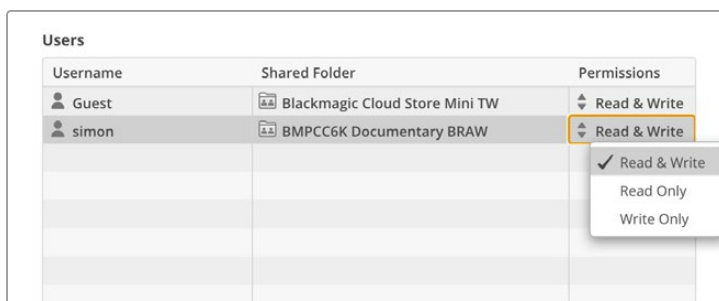 Users
Username Shared Folder Permissions
Guest Blackmagic Cloud Store Mini TW Read & Write
simon BMPCC6K Documentary BRAW Read & Write
Read & Write
Read Only
Write Only